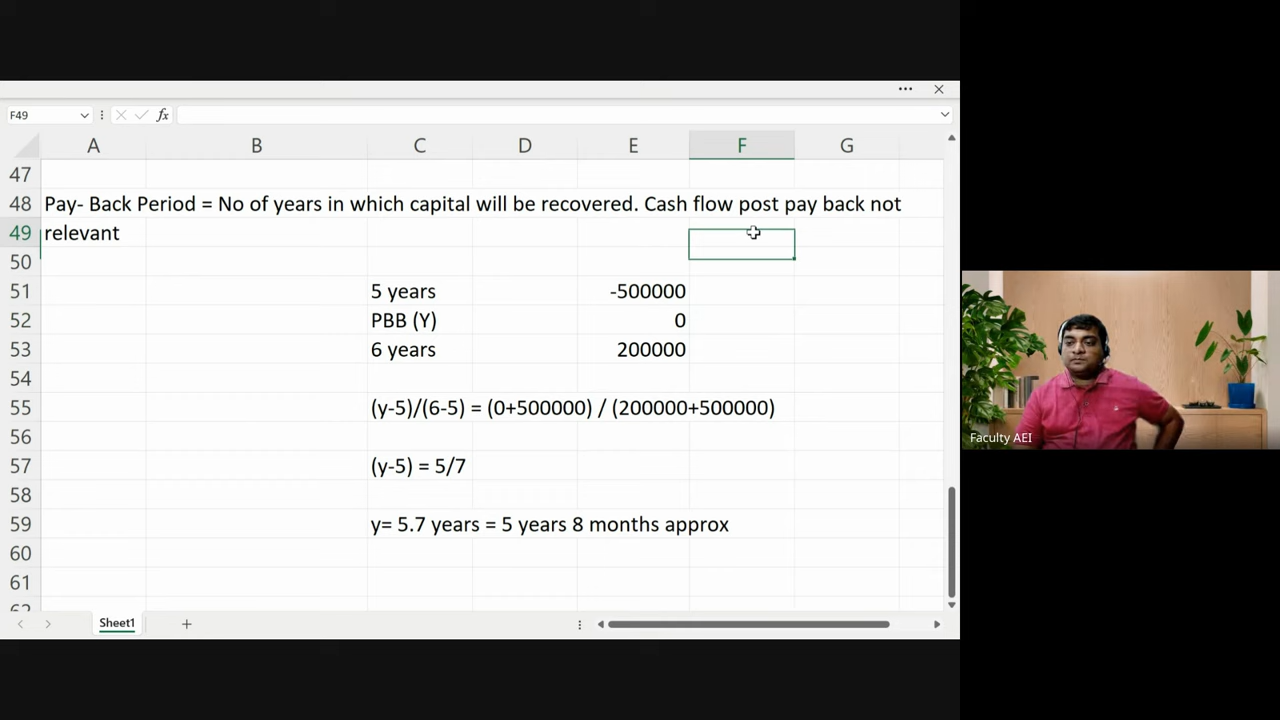 F49
fx
A B C D E F G
47
48 Pay- Back Period = No of years in which capital will be recovered. Cash flow post pay back not
49 relevant
50
51 5 years -500000
52 PBB (Y) 0
53 6 years 200000
54
55 (y-5)/(6-5) = (0+500000) / (200000+500000)
56
57 (y-5) = 5/7
58
59 y= 5.7 years = 5 years 8 months approx
60
61
62
Sheet1
Faculty AEI